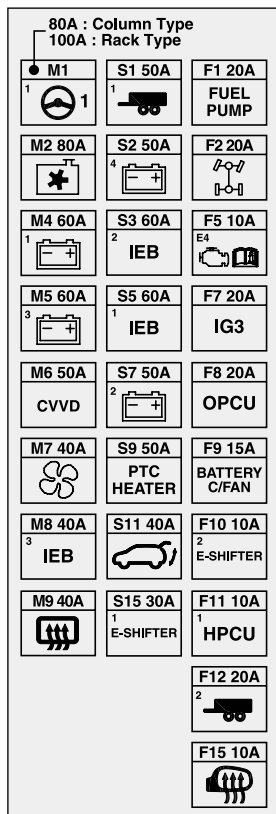 80A : Column Type
100A : Rack Type
M1
1 1
S1 50A
1
F1 20A
FUEL
PUMP
M2 80A
S2 50A
4
- +
F2 20A
M4 60A
1
- +
S3 60A
2
IEB
F5 10A
E4
M5 60A
3
- +
S5 60A
1
IEB
F7 20A
IG3
M6 50A
CVVD
S7 50A
2
- +
F8 20A
OPCU
M7 40A
S9 50A
PTC
HEATER
F9 15A
BATTERY
C/FAN
M8 40A
3
IEB
S11 40A
F10 10A
2
E-SHIFTER
M9 40A
S15 30A
1
E-SHIFTER
F11 10A
1
HPCU
F12 20A
2
F15 10A